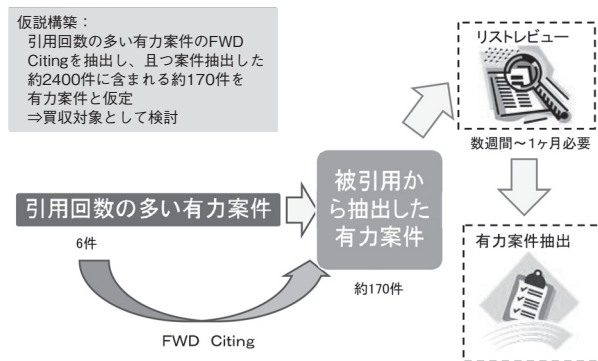 仮説構築：
引用回数の多い有力案件のFWD
Citingを抽出し、且つ案件抽出した
約2400件に含まれる約170件を
有力案件と仮定
⇒買収対象として検討
リストレビュー
数週間～1ヶ月必要
引用回数の多い有力案件
6件
被引用か
ら抽出した
有力案件
約170件
FWD Citing
有力案件抽出